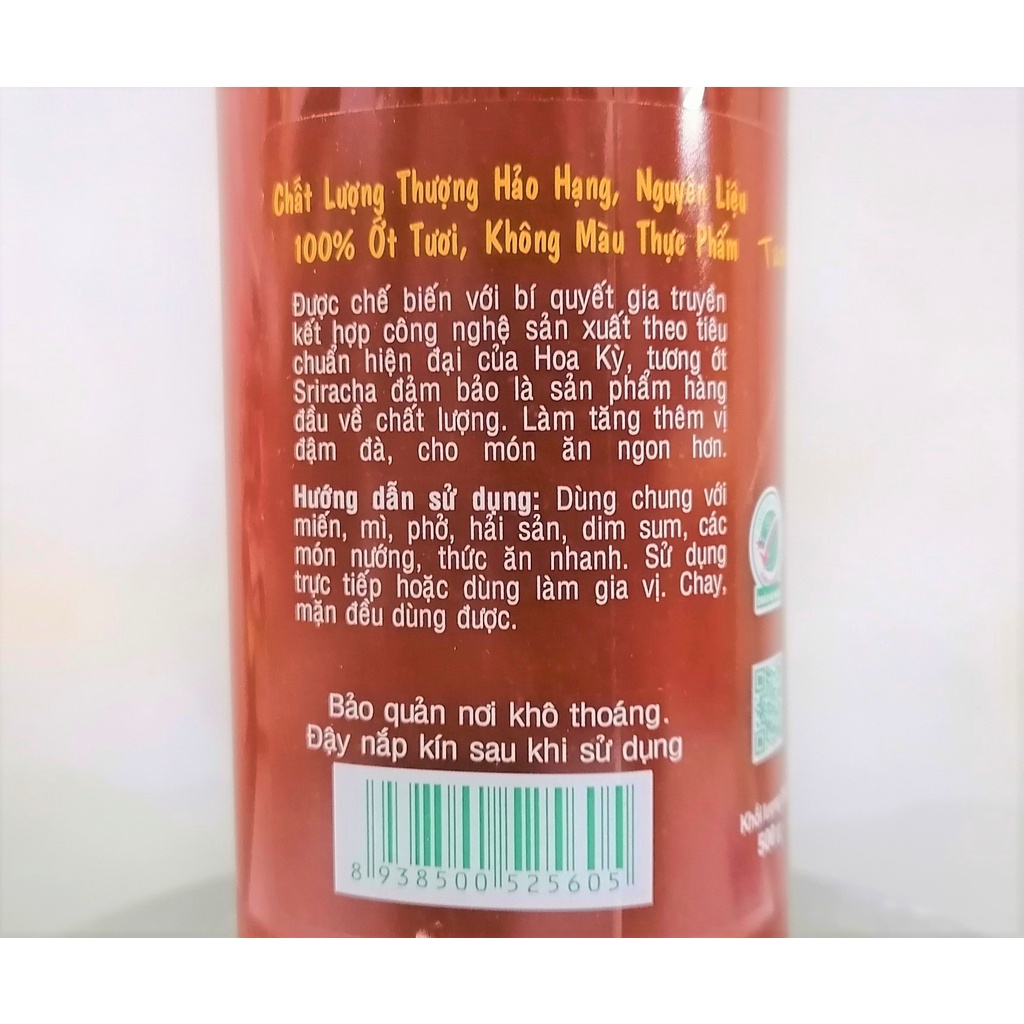 Chất Lượng Thượng Hảo Hạng, Nguyên Liệu
100% Ớt Tươi, Không Màu Thực Phẩm
Được chế biến với bí quyết gia truyền
kết hợp công nghệ sản xuất theo tiêu
chuẩn hiện đại của Hoa Kỳ, tương ớt
Sriracha đảm bảo là sản phẩm hàng
đầu về chất lượng. Làm tăng thêm vị
đậm đà, cho món ăn ngon hơn.
Hướng dẫn sử dụng: Dùng chung với
miến, mì, phở, hải sản, dim sum, các
món nướng, thức ăn nhanh. Sử dụng
trực tiếp hoặc dùng làm gia vị. Chay,
mặn đều dùng được.
Bảo quản nơi khô thoáng.
Đậy nắp kín sau khi sử dụng
8 938500 525605
Khối lượng